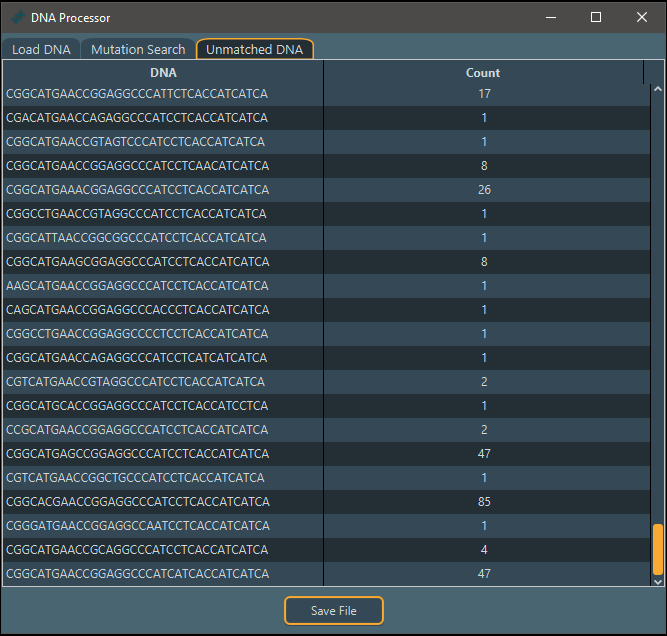 DNA Processor
Load DNA Mutation Search Unmatched DNA
DNA Count
CGGCATGAACCGGAGGCCCATTCTCACCATCATCA 17
CGACATGAACCAGAGGCCCATCCTCACCATCATCA 1
CGGCATGAACCGTAGTCCCATCCTCACCATCATCA 1
CGGCATGAACCGGAGGCCCATCCTCAACATCATCA 8
CGGCATGAAACGGAGGCCCATCCTCACCATCATCA 26
CGGCCTGAACCGTAGGCCCATCCTCACCATCATCA 1
CGGCATTAACCGGCGGCCCATCCTCACCATCATCA 1
CGGCATGAAGCGGAGGCCCATCCTCACCATCATCA 8
AAGCATGAACCGGAGGCCCATCCTCACCATCATCA 1
CAGCATGAACCGGAGGCCCACCCTCACCATCATCA 1
CGGCCTGAACCGGAGGCCCCTCCTCACCATCATCA 1
CGGCATGAACCAGAGGCCCATCCTCATCATCATCA 1
CGTCATGAACCGTAGGCCCATCCTCACCATCATCA 2
CGGCATGCACCGGAGGCCCATCCTCACCATCCTCA 1
CCGCATGAACCGGAGGCCCATCCTCACCATCATCA 2
CGGCATGAGCCGGAGGCCCATCCTCACCATCATCA 47
CGTCATGAACCGGCTGCCCATCCTCACCATCATCA 1
CGGCACGAACCGGAGGCCCATCCTCACCATCATCA 85
CGGGATGAACCGGAGGCCAATCCTCACCATCATCA 1
CGGCATGAACCGCAGGCCCATCCTCACCATCATCA 4
CGGCATGAACCGGAGGCCCATCATCACCATCATCA 47
Save File